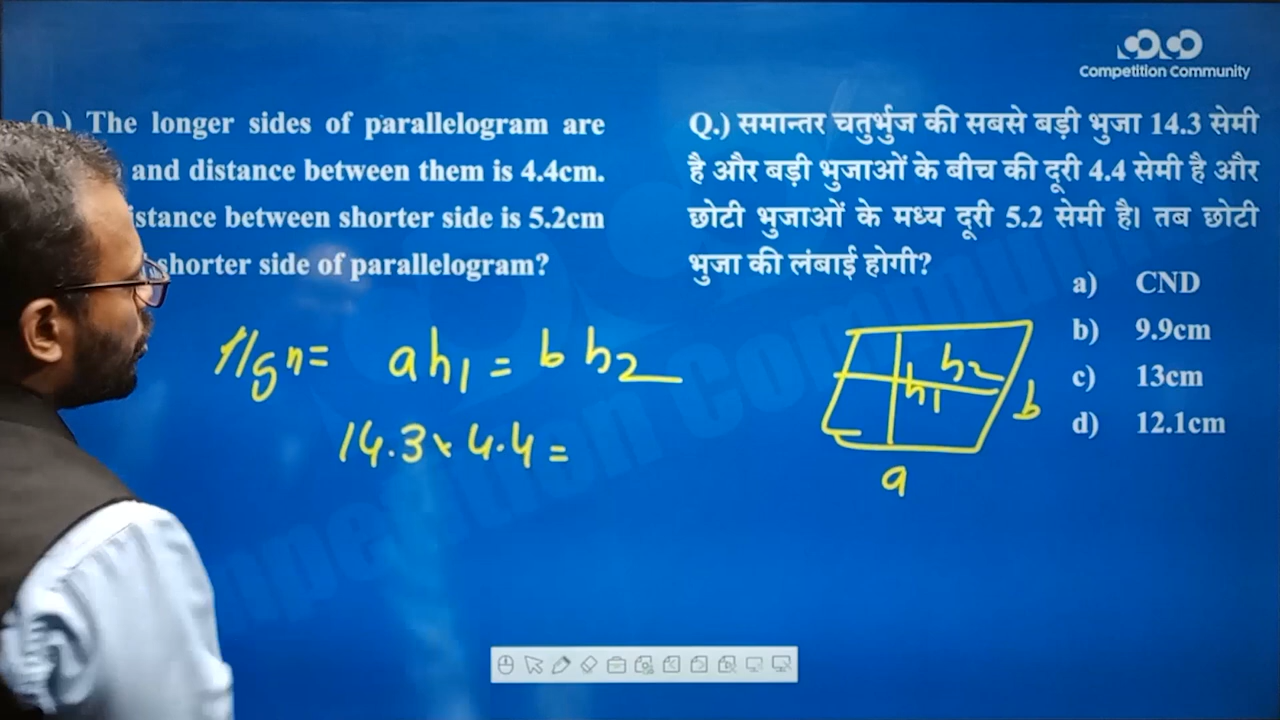 Competition Community
Q.) The longer sides of parallelogram are
and distance between them is 4.4cm.
istance between shorter side is 5.2cm
shorter side of parallelogram?
Q.) समान्तर चतुर्भुज की सबसे बड़ी भुजा 14.3 सेमी
है और बड़ी भुजाओं के बीच की दूरी 4.4 सेमी है और
छोटी भुजाओं के मध्य दूरी 5.2 सेमी है। तब छोटी
भुजा की लंबाई होगी?
a) CND
b) 9.9cm
c) 13cm
d) 12.1cm
//gm= ah1 = b h2
14.3×4.4=
h2
h1
b
a